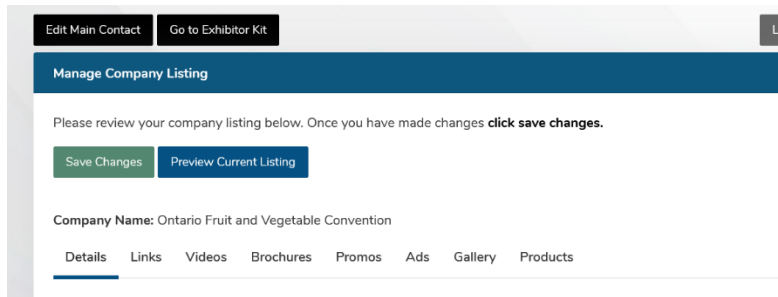 Edit Main Contact Go to Exhibitor Kit
Manage Company Listing
Please review your company listing below. Once you have made changes click save changes.
Save Changes Preview Current Listing
Company Name: Ontario Fruit and Vegetable Convention
Details Links Videos Brochures Promos Ads Gallery Products